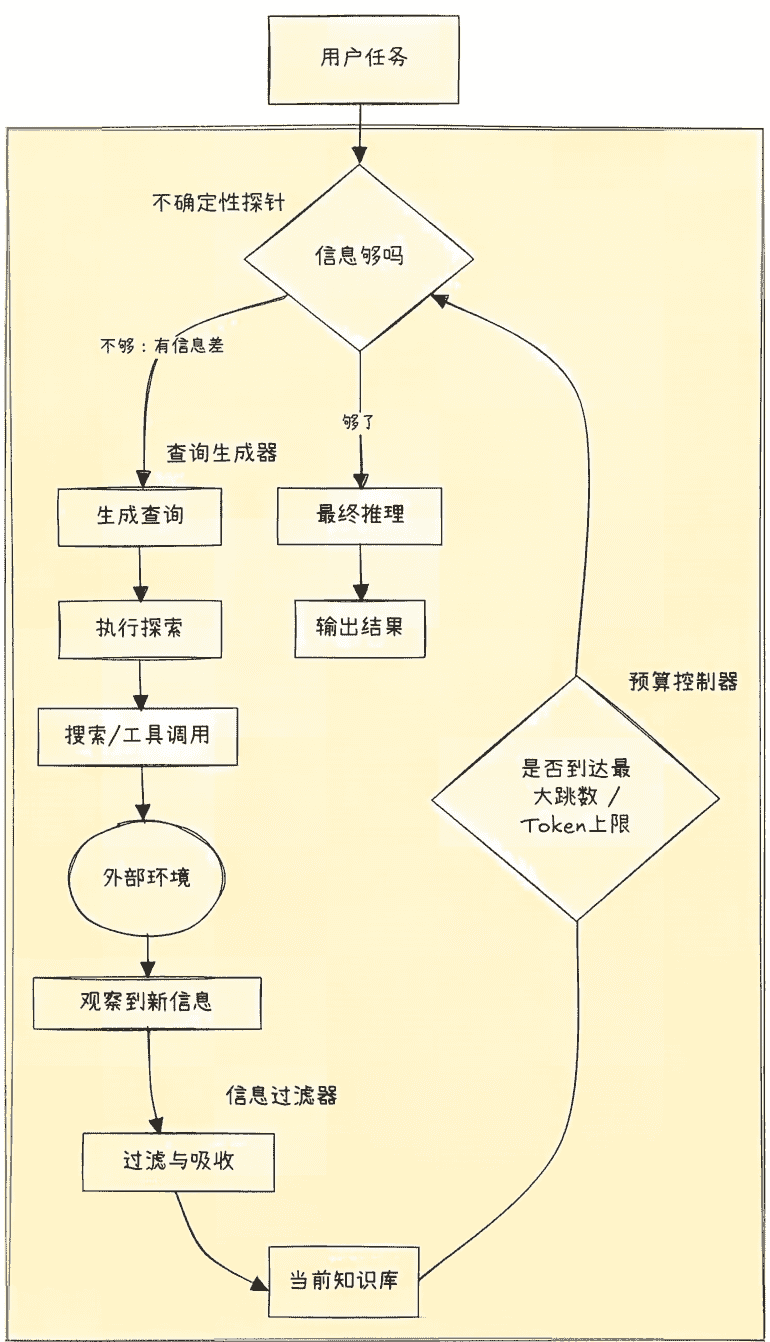 用户任务
不确定性探针
信息够吗
不够：有信息差
够了
查询生成器
生成查询
最终推理
执行探索
输出结果
预算控制器
搜索/工具调用
是否到达最
大跳数 /
Token上限
外部环境
观察到新信息
信息过滤器
过滤与吸收
当前知识库